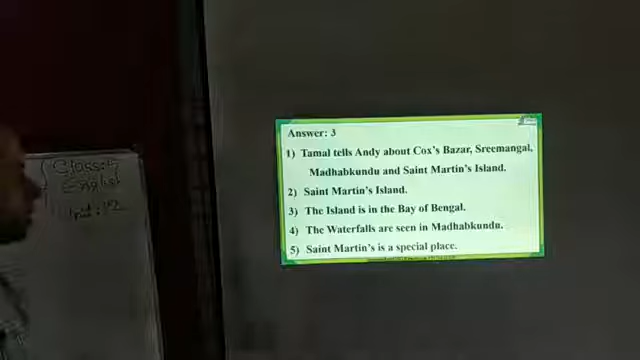 Class: 5
English
Answer: 3
1) Tamal tells Andy about Cox's Bazar, Sreemangal,
Madhabkundu and Saint Martin's Island.
2) Saint Martin's Island.
3) The Island is in the Bay of Bengal.
4) The Waterfalls are seen in Madhabkundu.
5) Saint Martin's is a special place.